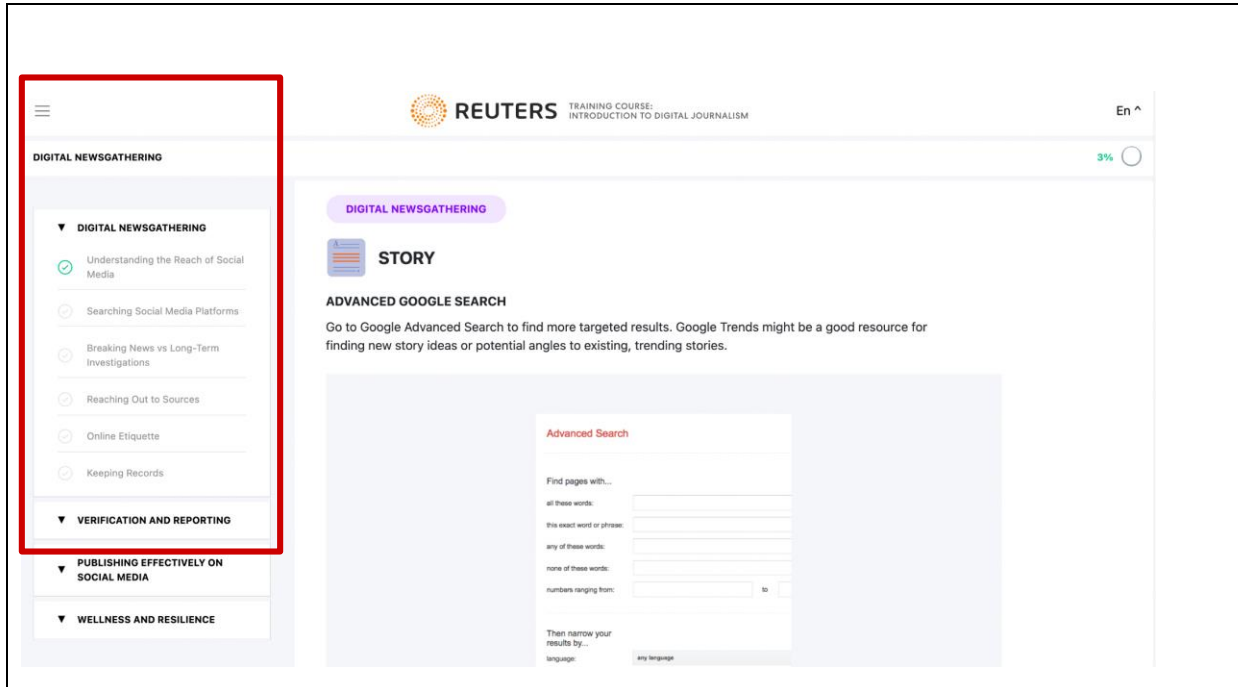 REUTERS
TRAINING COURSE:
INTRODUCTION TO DIGITAL JOURNALISM
En ^
DIGITAL NEWSGATHERING
3%
DIGITAL NEWSGATHERING
Understanding the Reach of Social
Media
Searching Social Media Platforms
Breaking News vs Long-Term
Investigations
Reaching Out to Sources
Online Etiquette
Keeping Records
VERIFICATION AND REPORTING
PUBLISHING EFFECTIVELY ON
SOCIAL MEDIA
WELLNESS AND RESILIENCE
DIGITAL NEWSGATHERING
STORY
ADVANCED GOOGLE SEARCH
Go to Google Advanced Search to find more targeted results. Google Trends might be a good resource for
finding new story ideas or potential angles to existing, trending stories.
Advanced Search
Find pages with...
all these words:
this exact word or phrase:
any of these words:
none of these words:
numbers ranging from:
to
Then narrow your
results by...
language:
any language